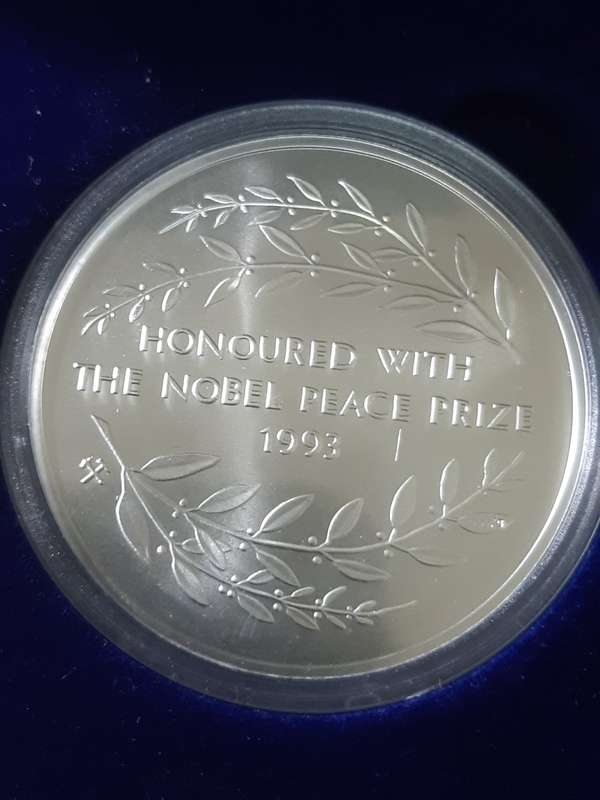 HONOURED WITH
THE NOBEL PEACE PRIZE
1993